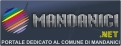 MANDANICI
.NET
PORTALE DEDICATO AL COMUNE DI MANDANICI